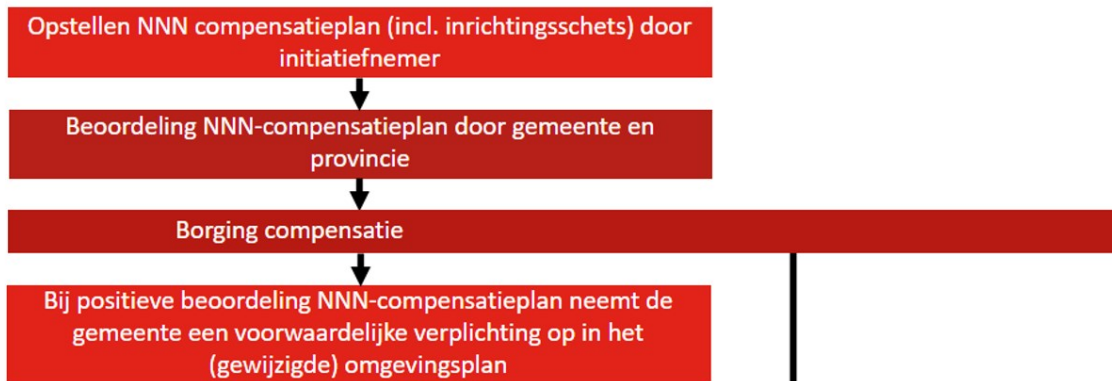 Opstellen NNN compensatieplan (incl. inrichtingsschets) door
initiatiefnemer
Beoordeling NNN-compensatieplan door gemeente en
provincie
Borging compensatie
Bij positieve beoordeling NNN-compensatieplan neemt de
gemeente een voorwaardelijke verplichting op in het
(gewijzigde) omgevingsplan